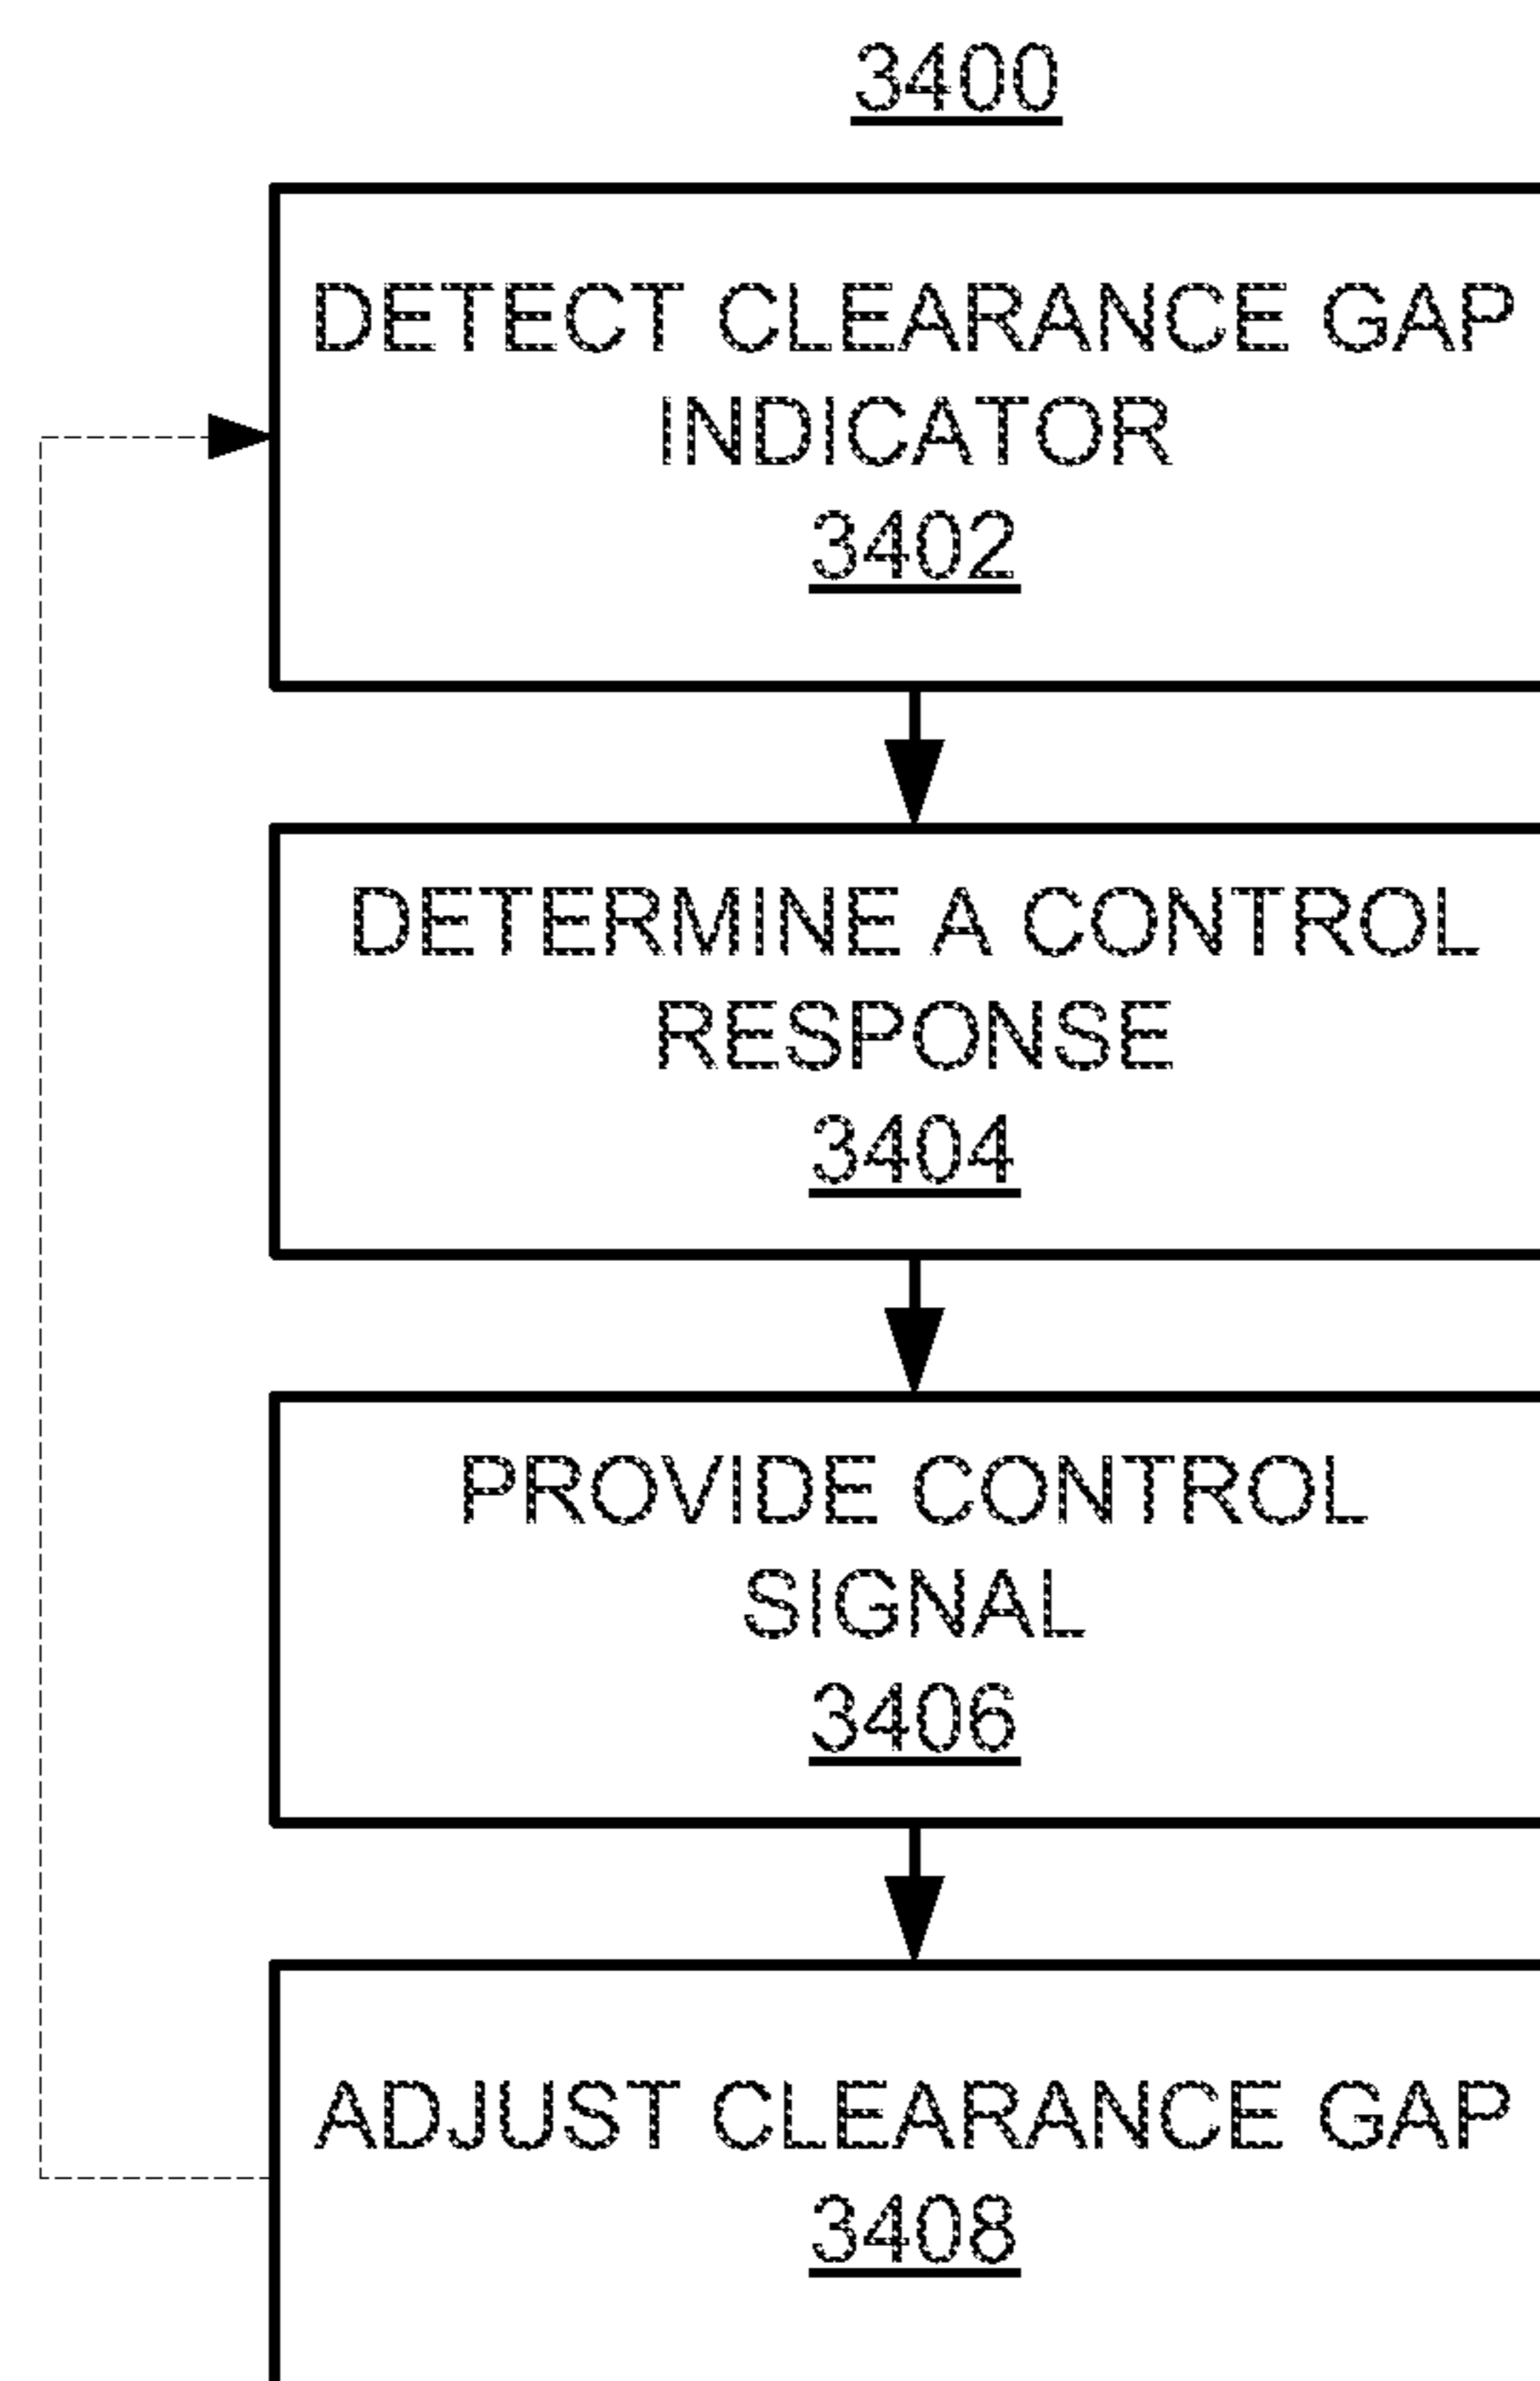 3400
DETECT CLEARANCE GAP
INDICATOR
3402
DETERMINE A CONTROL
RESPONSE
3404
PROVIDE CONTROL
SIGNAL
3406
ADJUST CLEARANCE GAP
3408